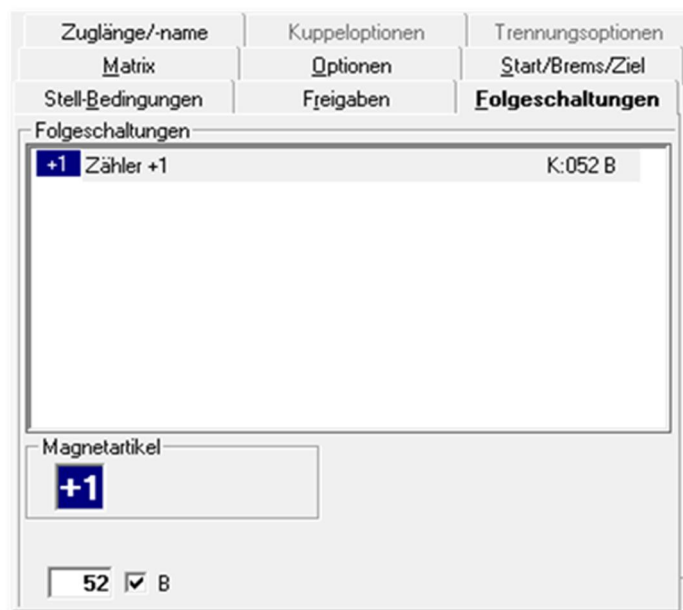 Zuglänge/-name Kuppeloptionen Trennungsoptionen
Matrix Optionen Start/Brems/Ziel
Stell-Bedingungen Freigaben Folgeschaltungen
Folgeschaltungen
+1 Zähler +1 K:052 B
Magnetartikel
+1
52 B